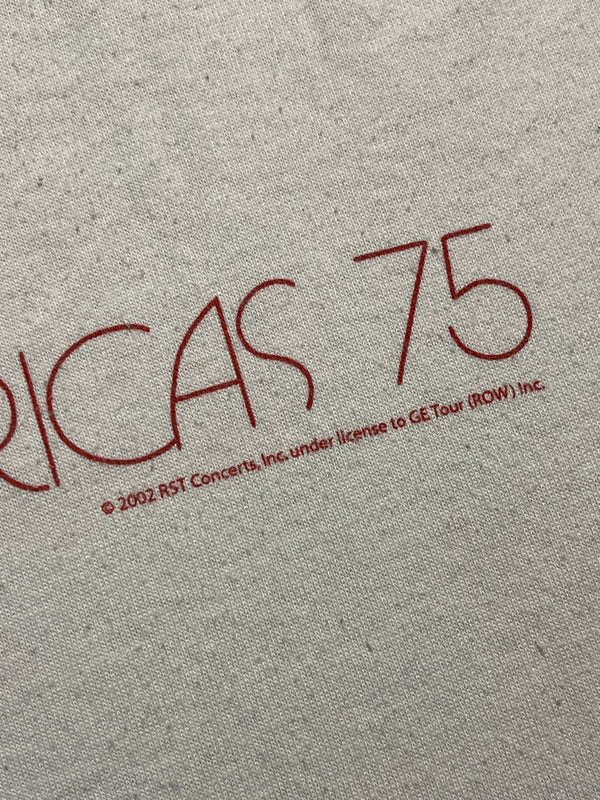 RICAS 75
© 2002 RST Concerts, Inc. under license to GE Tour (ROW) Inc.